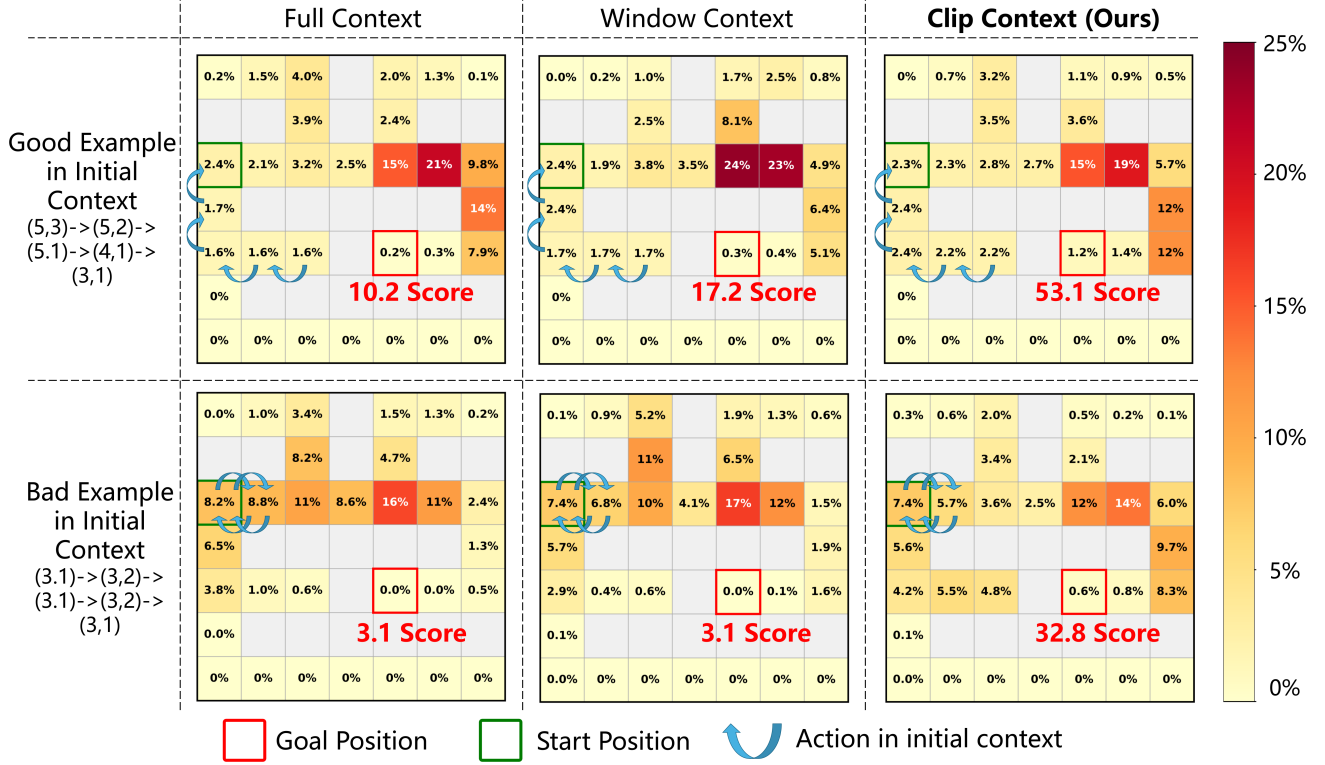 Full Context Window Context Clip Context (Ours)
Good Example
in Initial
Context
(5,3)->(5,2)->
(5.1)->(4,1)->
(3,1)
0.2% 1.5% 4.0% 2.0% 1.3% 0.1%
3.9% 2.4%
2.4% 2.1% 3.2% 2.5% 15% 21% 9.8%
1.7% 14%
1.6% 1.6% 1.6% 0.2% 0.3% 7.9%
0%
10.2 Score
0% 0% 0% 0% 0% 0% 0%
0.0% 0.2% 1.0% 1.7% 2.5% 0.8%
2.5% 8.1%
2.4% 1.9% 3.8% 3.5% 24% 23% 4.9%
2.4% 6.4%
1.7% 1.7% 1.7% 0.3% 0.4% 5.1%
0%
17.2 Score
0% 0% 0% 0% 0% 0% 0%
0% 0.7% 3.2% 1.1% 0.9% 0.5%
3.5% 3.6%
2.3% 2.3% 2.8% 2.7% 15% 19% 5.7%
2.4% 12%
2.4% 2.2% 2.2% 1.2% 1.4% 12%
0%
53.1 Score
0% 0% 0% 0% 0% 0% 0%
Bad Example
in Initial
Context
(3.1)->(3,2)->
(3.1)->(3,2)->
(3,1)
0.0% 1.0% 3.4% 1.5% 1.3% 0.2%
8.2% 4.7%
8.2% 8.8% 11% 8.6% 16% 11% 2.4%
6.5% 1.3%
3.8% 1.0% 0.6% 0.0% 0.0% 0.5%
0.0%
3.1 Score
0% 0% 0% 0% 0% 0% 0%
0.1% 0.9% 5.2% 1.9% 1.3% 0.6%
11% 6.5%
7.4% 6.8% 10% 4.1% 17% 12% 1.5%
5.7% 1.9%
2.9% 0.4% 0.6% 0.0% 0.1% 1.6%
0.1%
3.1 Score
0.0% 0% 0% 0% 0% 0% 0%
0.3% 0.6% 2.0% 0.5% 0.2% 0.1%
3.4% 2.1%
7.4% 5.7% 3.6% 2.5% 12% 14% 6.0%
5.6% 9.7%
4.2% 5.5% 4.8% 0.6% 0.8% 8.3%
0.1%
32.8 Score
0.0% 0% 0% 0% 0% 0% 0%
25%
20%
15%
10%
5%
0%
Goal Position Start Position Action in initial context